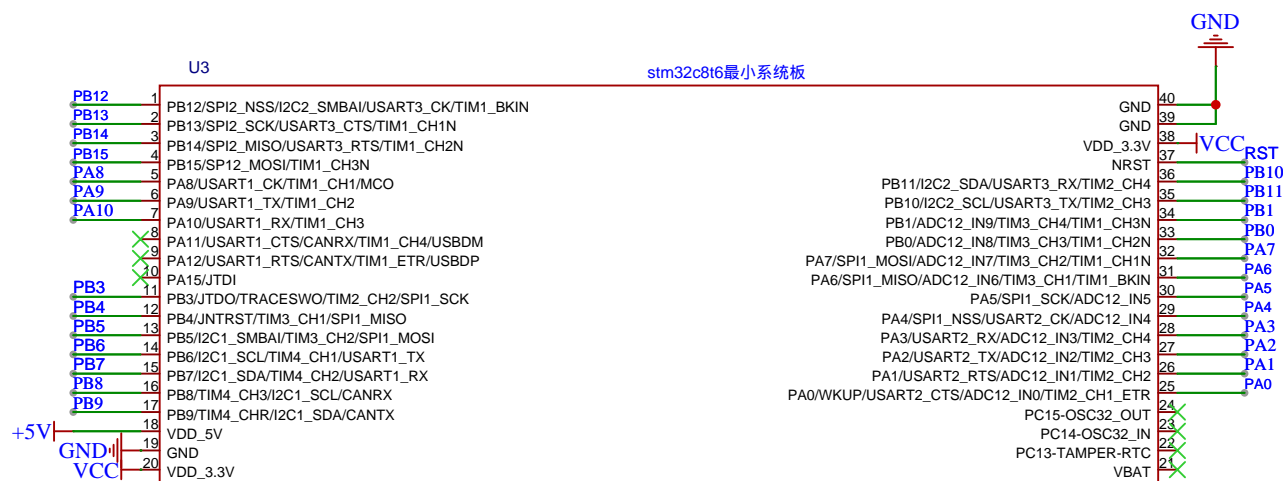 GND
U3
stm32c8t6最小系统板
PB12 1 PB12/SPI2_NSS/I2C2_SMBAI/USART3_CK/TIM1_BKIN
PB13 2 PB13/SPI2_SCK/USART3_CTS/TIM1_CH1N
PB14 3 PB14/SPI2_MISO/USART3_RTS/TIM1_CH2N
PB15 4 PB15/SP12_MOSI/TIM1_CH3N
PA8 5 PA8/USART1_CK/TIM1_CH1/MCO
PA9 6 PA9/USART1_TX/TIM1_CH2
PA10 7 PA10/USART1_RX/TIM1_CH3
8 PA11/USART1_CTS/CANRX/TIM1_CH4/USBDM
9 PA12/USART1_RTS/CANTX/TIM1_ETR/USBDP
10 PA15/JTDI
PB3 11 PB3/JTDO/TRACESWO/TIM2_CH2/SPI1_SCK
PB4 12 PB4/JNTRST/TIM3_CH1/SPI1_MISO
PB5 13 PB5/I2C1_SMBAI/TIM3_CH2/SPI1_MOSI
PB6 14 PB6/I2C1_SCL/TIM4_CH1/USART1_TX
PB7 15 PB7/I2C1_SDA/TIM4_CH2/USART1_RX
PB8 16 PB8/TIM4_CH3/I2C1_SCL/CANRX
PB9 17 PB9/TIM4_CHR/I2C1_SDA/CANTX
+5V 18 VDD_5V
GND 19 GND
VCC 20 VDD_3.3V
GND 40
GND 39
VDD_3.3V 38 VCC
NRST 37 RST
PB11/I2C2_SDA/USART3_RX/TIM2_CH4 36 PB10
PB10/I2C2_SCL/USART3_TX/TIM2_CH3 35 PB11
PB1/ADC12_IN9/TIM3_CH4/TIM1_CH3N 34 PB1
PB0/ADC12_IN8/TIM3_CH3/TIM1_CH2N 33 PB0
PA7/SPI1_MOSI/ADC12_IN7/TIM3_CH2/TIM1_CH1N 32 PA7
PA6/SPI1_MISO/ADC12_IN6/TIM3_CH1/TIM1_BKIN 31 PA6
PA5/SPI1_SCK/ADC12_IN5 30 PA5
PA4/SPI1_NSS/USART2_CK/ADC12_IN4 29 PA4
PA3/USART2_RX/ADC12_IN3/TIM2_CH4 28 PA3
PA2/USART2_TX/ADC12_IN2/TIM2_CH3 27 PA2
PA1/USART2_RTS/ADC12_IN1/TIM2_CH2 26 PA1
PA0/WKUP/USART2_CTS/ADC12_IN0/TIM2_CH1_ETR 25 PA0
PC15-OSC32_OUT 24
PC14-OSC32_IN 23
PC13-TAMPER-RTC 22
VBAT 21